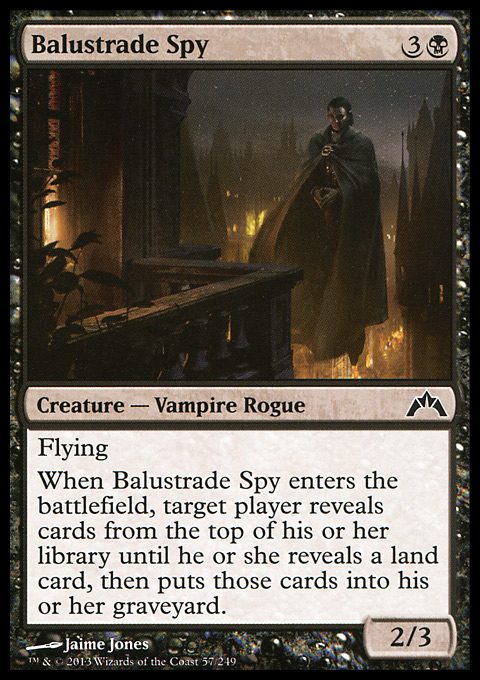 Balustrade Spy 3
Creature — Vampire Rogue
Flying
When Balustrade Spy enters the
battlefield, target player reveals
cards from the top of his or her
library until he or she reveals a land
card, then puts those cards into his
or her graveyard.
2/3
Jaime Jones
™ & © 2013 Wizards of the Coast 57/249